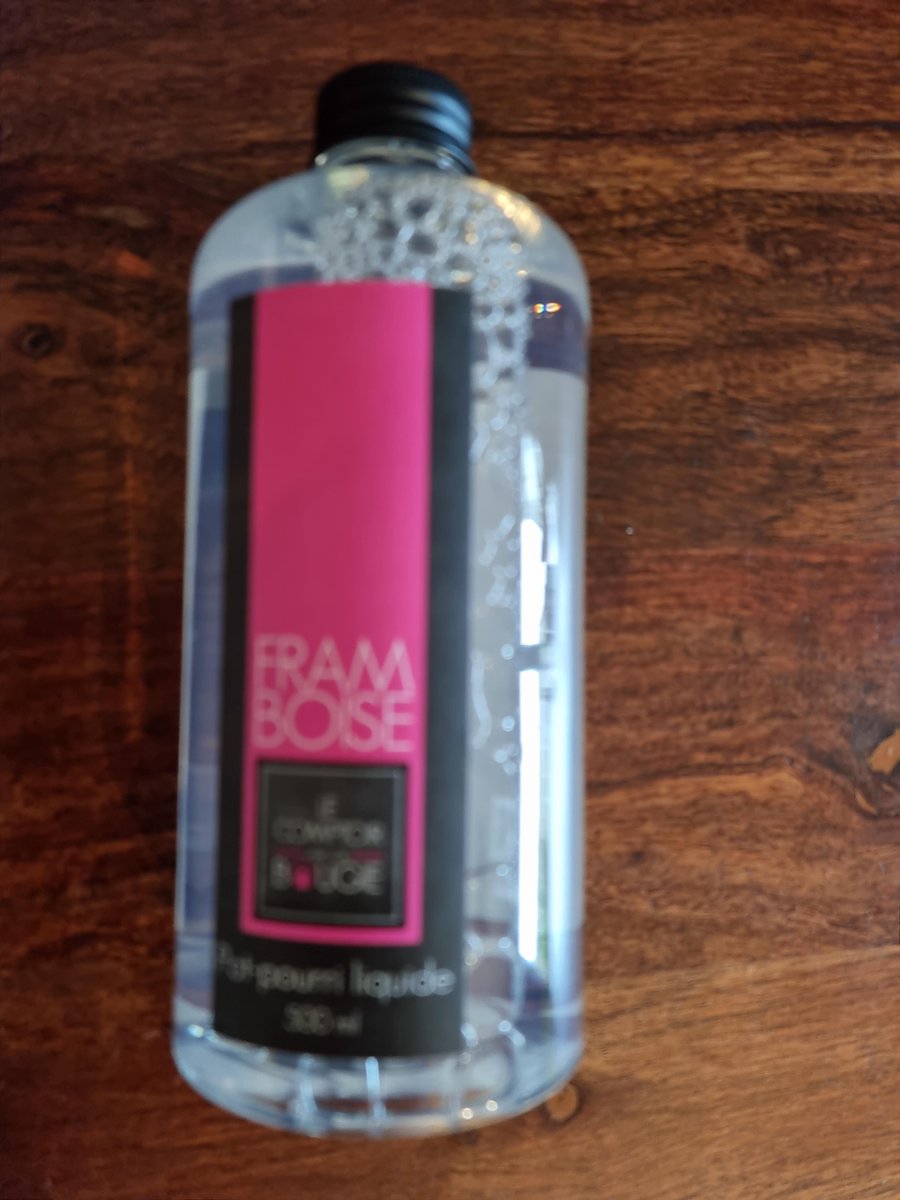 FRAM
BOISE
LE
COMPTOIR
BOUGIE
Pot-pourri liquide
500 ml